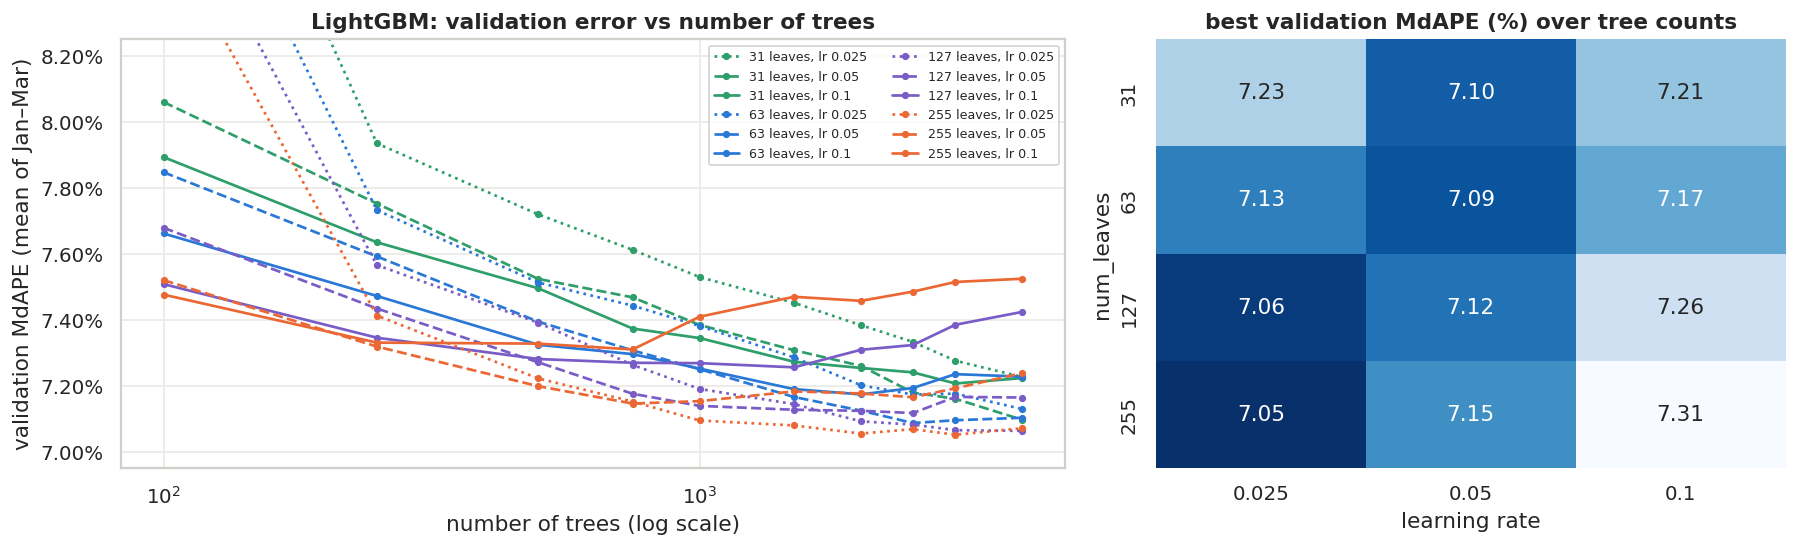 LightGBM: validation error vs number of trees
validation MdAPE (mean of Jan–Mar)
8.20%
8.00%
7.80%
7.60%
7.40%
7.20%
7.00%
31 leaves, lr 0.025
31 leaves, lr 0.05
31 leaves, lr 0.1
63 leaves, lr 0.025
63 leaves, lr 0.05
63 leaves, lr 0.1
127 leaves, lr 0.025
127 leaves, lr 0.05
127 leaves, lr 0.1
255 leaves, lr 0.025
255 leaves, lr 0.05
255 leaves, lr 0.1
10² 10³
number of trees (log scale)
best validation MdAPE (%) over tree counts
num_leaves
31 7.23 7.10 7.21
63 7.13 7.09 7.17
127 7.06 7.12 7.26
255 7.05 7.15 7.31
0.025 0.05 0.1
learning rate